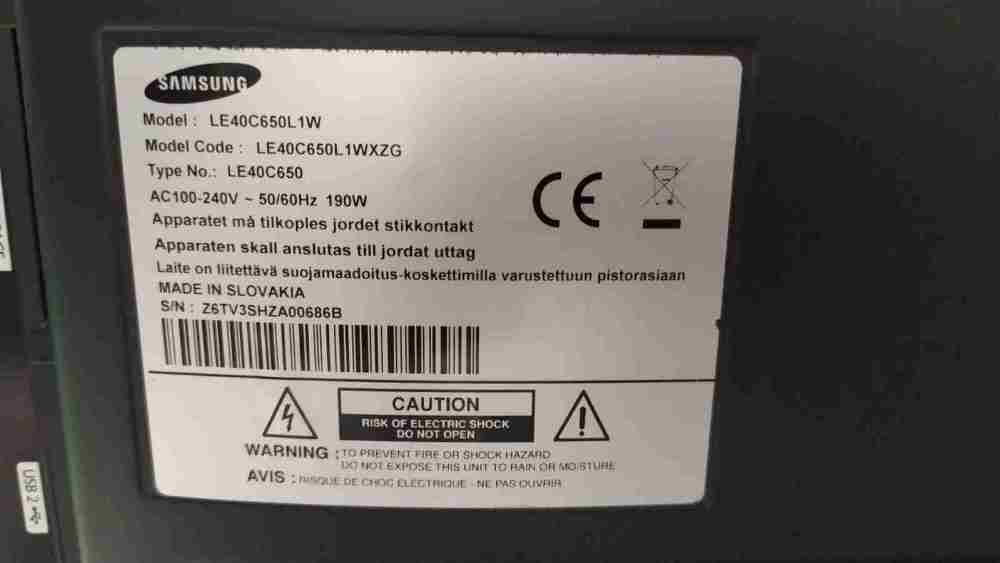 SAMSUNG
Model : LE40C650L1W
Model Code : LE40C650L1WXZG
Type No.: LE40C650
AC100-240V ~ 50/60Hz 190W
Apparatet må tilkoples jordet stikkontakt
Apparaten skall anslutas till jordat uttag
Laite on liitettävä suojamaadoitus-koskettimilla varustettuun pistorasiaan
MADE IN SLOVAKIA
S/N : Z6TV3SHZA00686B
CE
CAUTION
RISK OF ELECTRIC SHOCK
DO NOT OPEN
WARNING : TO PREVENT FIRE OR SHOCK HAZARD
DO NOT EXPOSE THIS UNIT TO RAIN OR MOISTURE
AVIS : RISQUE DE CHOC ELECTRIQUE - NE PAS OUVRIR
USB 2